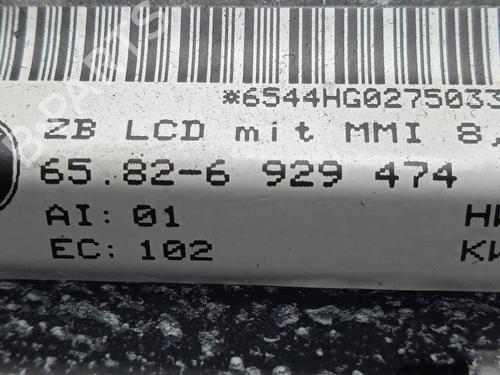 *6544HG0275033
ZB LCD mit MMI 8,
65.82-6 929 474
AI: 01
EC: 102